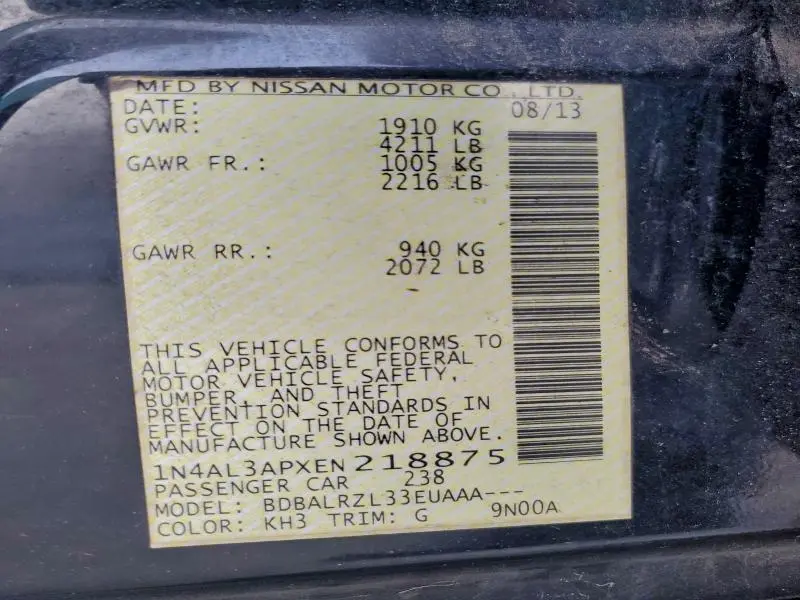 MFD BY NISSAN MOTOR CO., LTD.
DATE: 08/13
GVWR: 1910 KG
4211 LB
GAWR FR.: 1005 KG
2216 LB
GAWR RR.: 940 KG
2072 LB
THIS VEHICLE CONFORMS TO
ALL APPLICABLE FEDERAL
MOTOR VEHICLE SAFETY,
BUMPER, AND THEFT
PREVENTION STANDARDS IN
EFFECT ON THE DATE OF
MANUFACTURE SHOWN ABOVE.
1N4AL3APXEN218875
PASSENGER CAR 238
MODEL: BDBALRZL33EUAAA---
COLOR: KH3 TRIM: G 9N00A